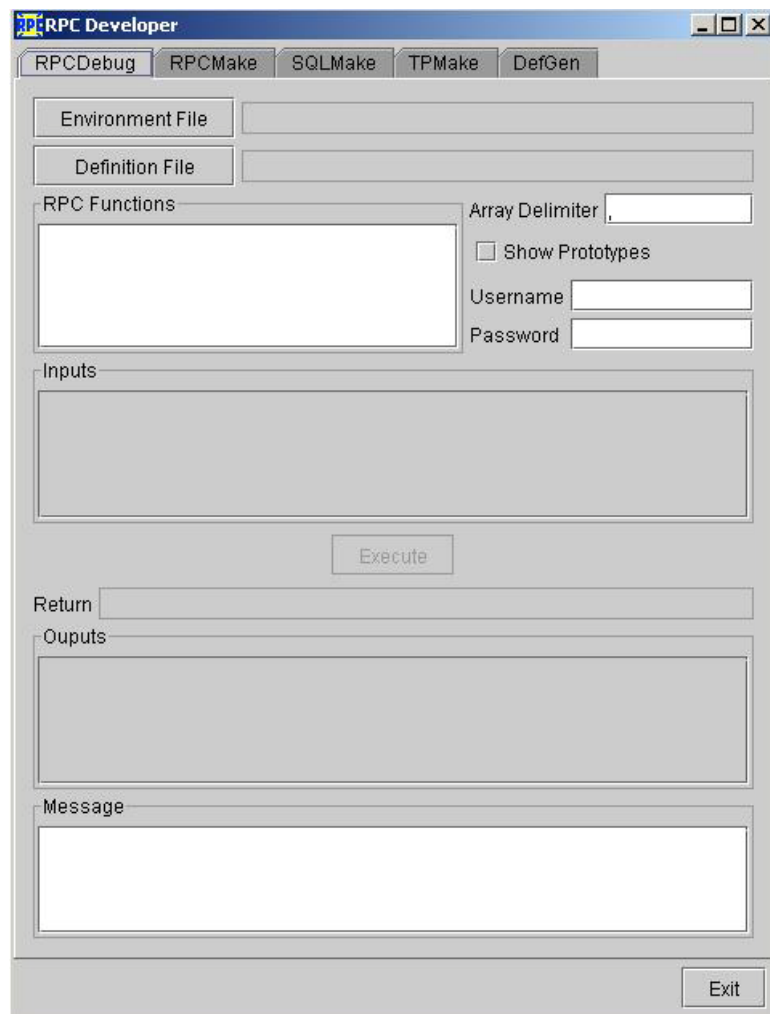 RPC RPC Developer
RPCDebug RPCMake SQLMake TPMake DefGen
Environment File
Definition File
RPC Functions
Array Delimiter ,
Show Prototypes
Username
Password
Inputs
Execute
Return
Ouputs
Message
Exit